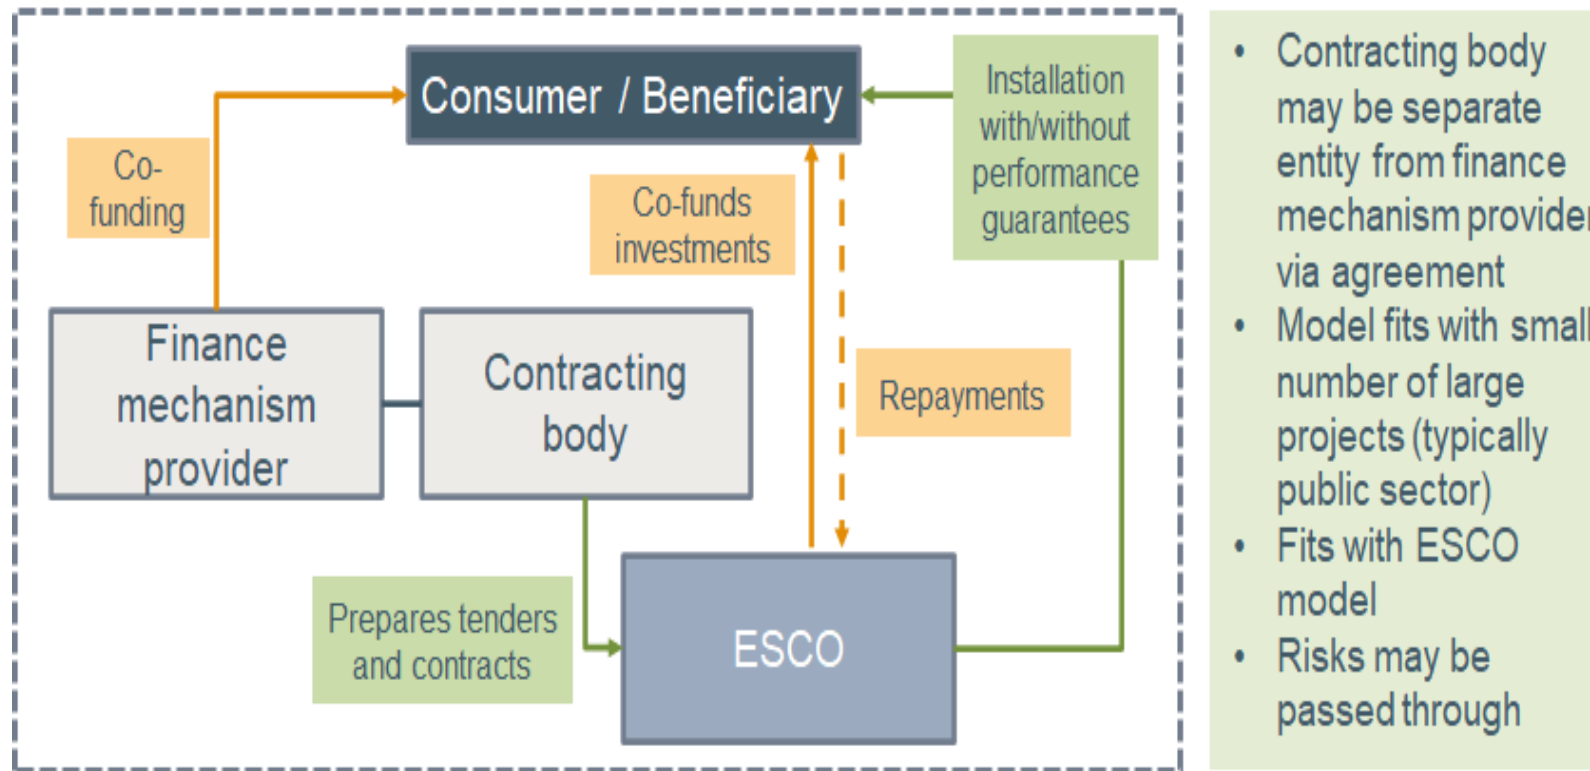 Consumer / Beneficiary
Installation
with/without
performance
guarantees
Co-
funding
Co-funds
investments
Finance
mechanism
provider
Contracting
body
Repayments
Prepares tenders
and contracts
ESCO
• Contracting body
may be separate
entity from finance
mechanism provider
via agreement
• Model fits with small
number of large
projects (typically
public sector)
• Fits with ESCO
model
• Risks may be
passed through